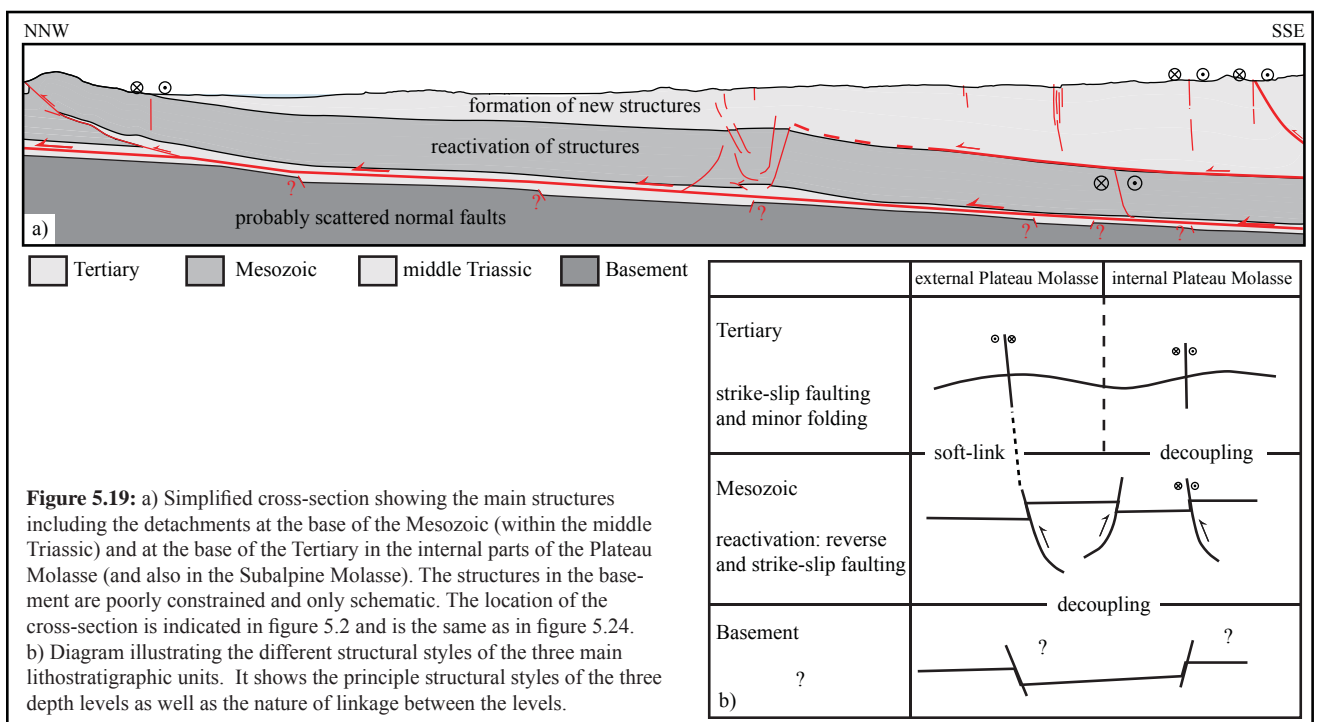 NNW
SSE
formation of new structures
reactivation of structures
probably scattered normal faults
? ? ? ? ? ?
a)
Tertiary
Mesozoic
middle Triassic
Basement
external Plateau Molasse
internal Plateau Molasse
Tertiary
strike-slip faulting
and minor folding
soft-link
decoupling
Mesozoic
reactivation: reverse
and strike-slip faulting
decoupling
Basement
?
?
?
b)
Figure 5.19: a) Simplified cross-section showing the main structures
including the detachments at the base of the Mesozoic (within the middle
Triassic) and at the base of the Tertiary in the internal parts of the Plateau
Molasse (and also in the Subalpine Molasse). The structures in the base-
ment are poorly constrained and only schematic. The location of the
cross-section is indicated in figure 5.2 and is the same as in figure 5.24.
b) Diagram illustrating the different structural styles of the three main
lithostratigraphic units.  It shows the principle structural styles of the three
depth levels as well as the nature of linkage between the levels.